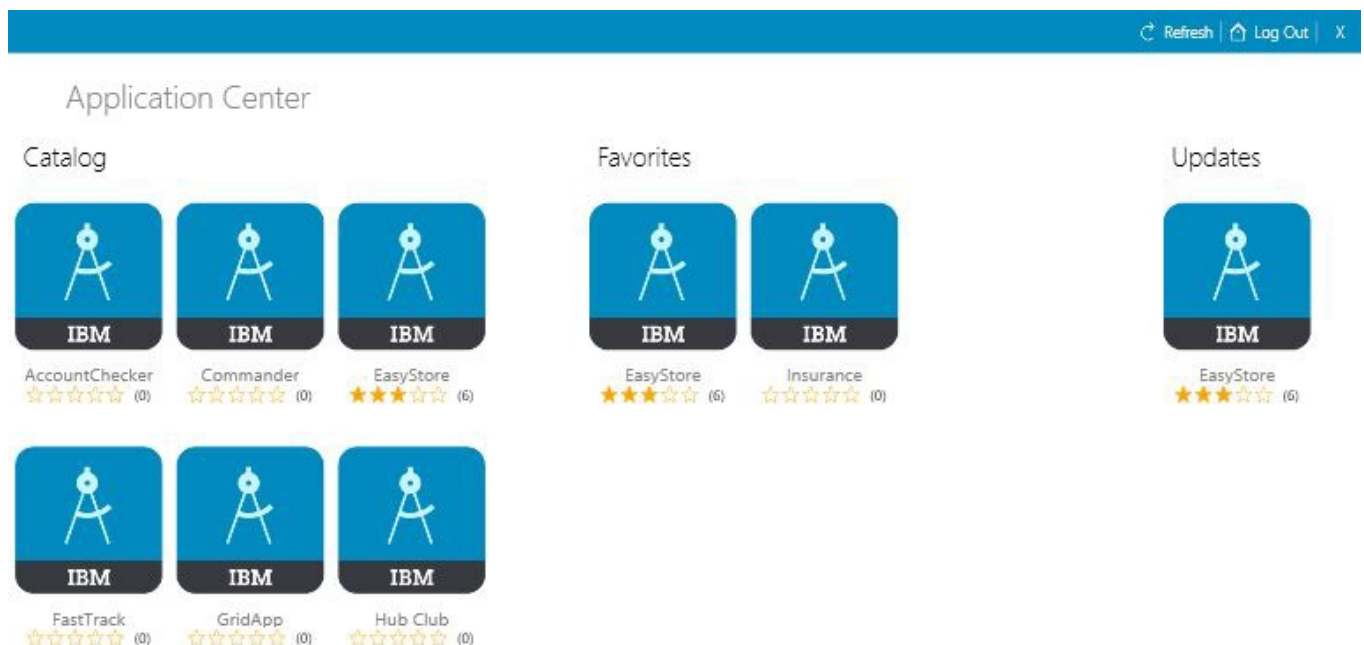 Refresh | Log Out | X
Application Center
Catalog
Favorites
Updates
IBM IBM IBM
AccountChecker Commander EasyStore
(0) (0) (6)
IBM IBM
EasyStore Insurance
(6) (0)
IBM
EasyStore
(6)
IBM IBM IBM
FastTrack GridApp Hub Club
(0) (0) (0)